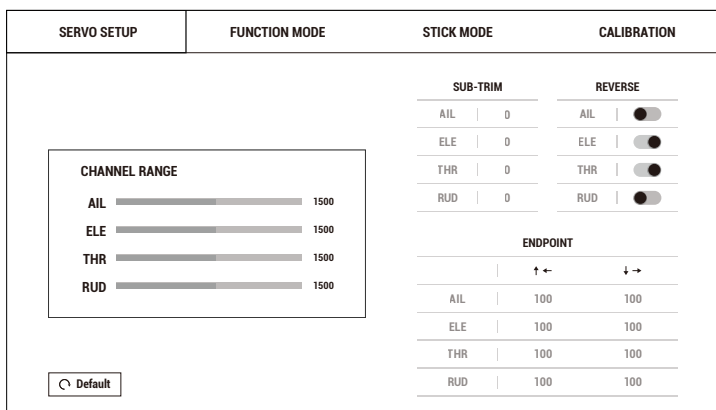 SERVO SETUP FUNCTION MODE STICK MODE CALIBRATION
CHANNEL RANGE
AIL 1500
ELE 1500
THR 1500
RUD 1500
Default
SUB-TRIM
AIL 0
ELE 0
THR 0
RUD 0
REVERSE
AIL
ELE
THR
RUD
ENDPOINT
↑← ↓→
AIL 100 100
ELE 100 100
THR 100 100
RUD 100 100